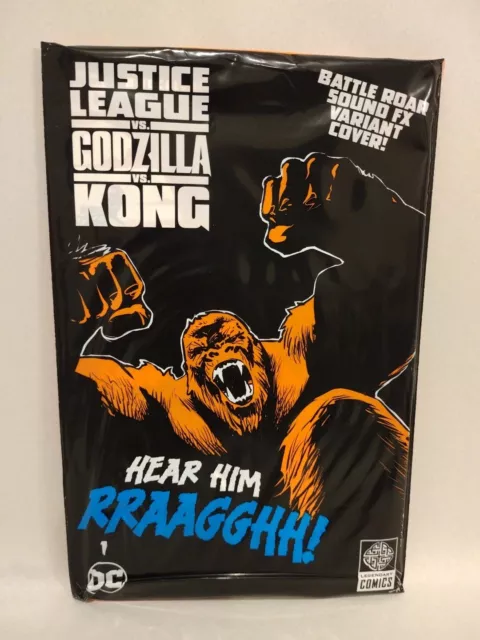 JUSTICE
LEAGUE
VS.
GODZILLA
VS.
KONG
BATTLE ROAR
SOUND FX
VARIANT
COVER!
HEAR HIM
RRAAGGHH!
DC
LEGENDARY
COMICS